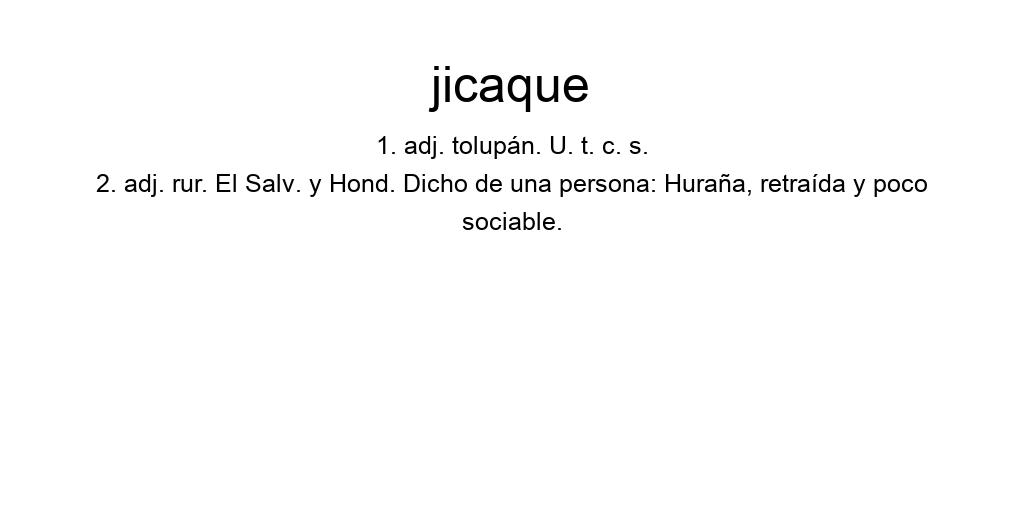 jicaque
1. adj. tolupán. U. t. c. s.
2. adj. rur. El Salv. y Hond. Dicho de una persona: Huraña, retraída y poco
sociable.